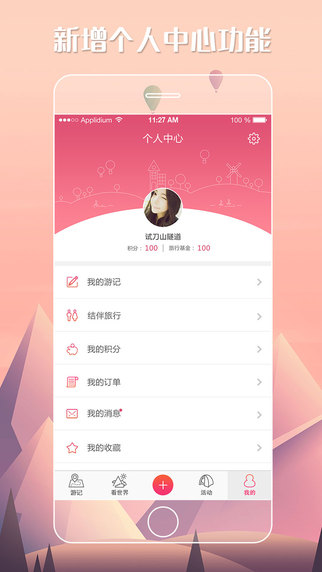 新增个人中心功能
Applidium 11:27 AM 100 %
个人中心
试刀山隧道
积分：100 | 旅行基金：100
我的游记
结伴旅行
我的积分
我的订单
我的消息
我的收藏
游记 看世界 活动 我的